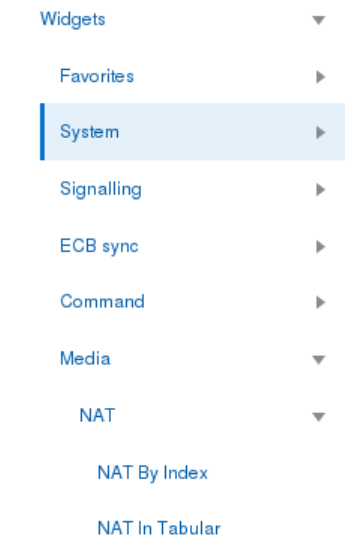 Widgets
Favorites
System
Signalling
ECB sync
Command
Media
NAT
NAT By Index
NAT In Tabular